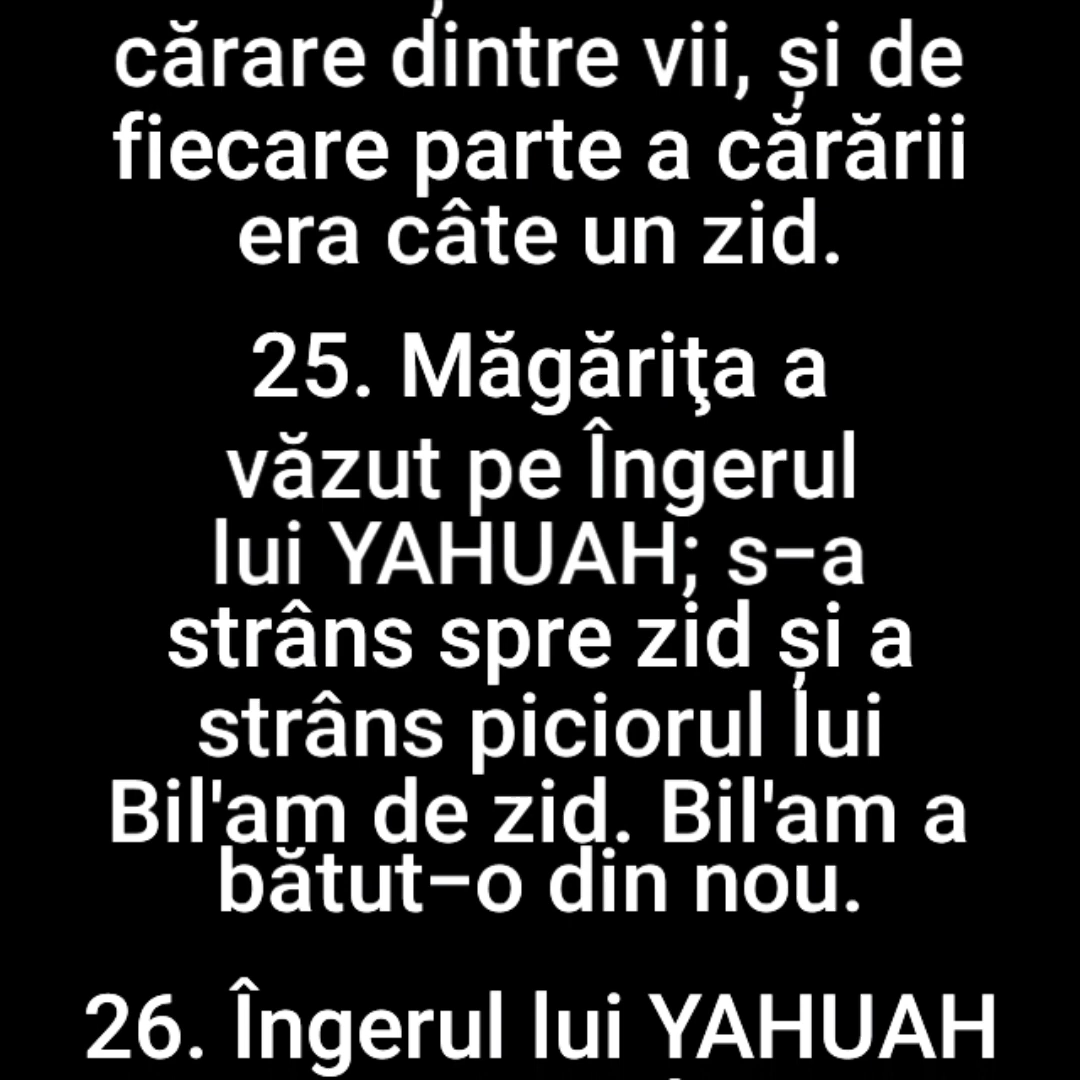 cărare dintre vii, și de
fiecare parte a cărării
era câte un zid.
25. Măgăriţa a
văzut pe Îngerul
lui YAHUAH; s–a
strâns spre zid și a
strâns piciorul lui
Bil'am de zid. Bil'am a
bătut–o din nou.
26. Îngerul lui YAHUAH